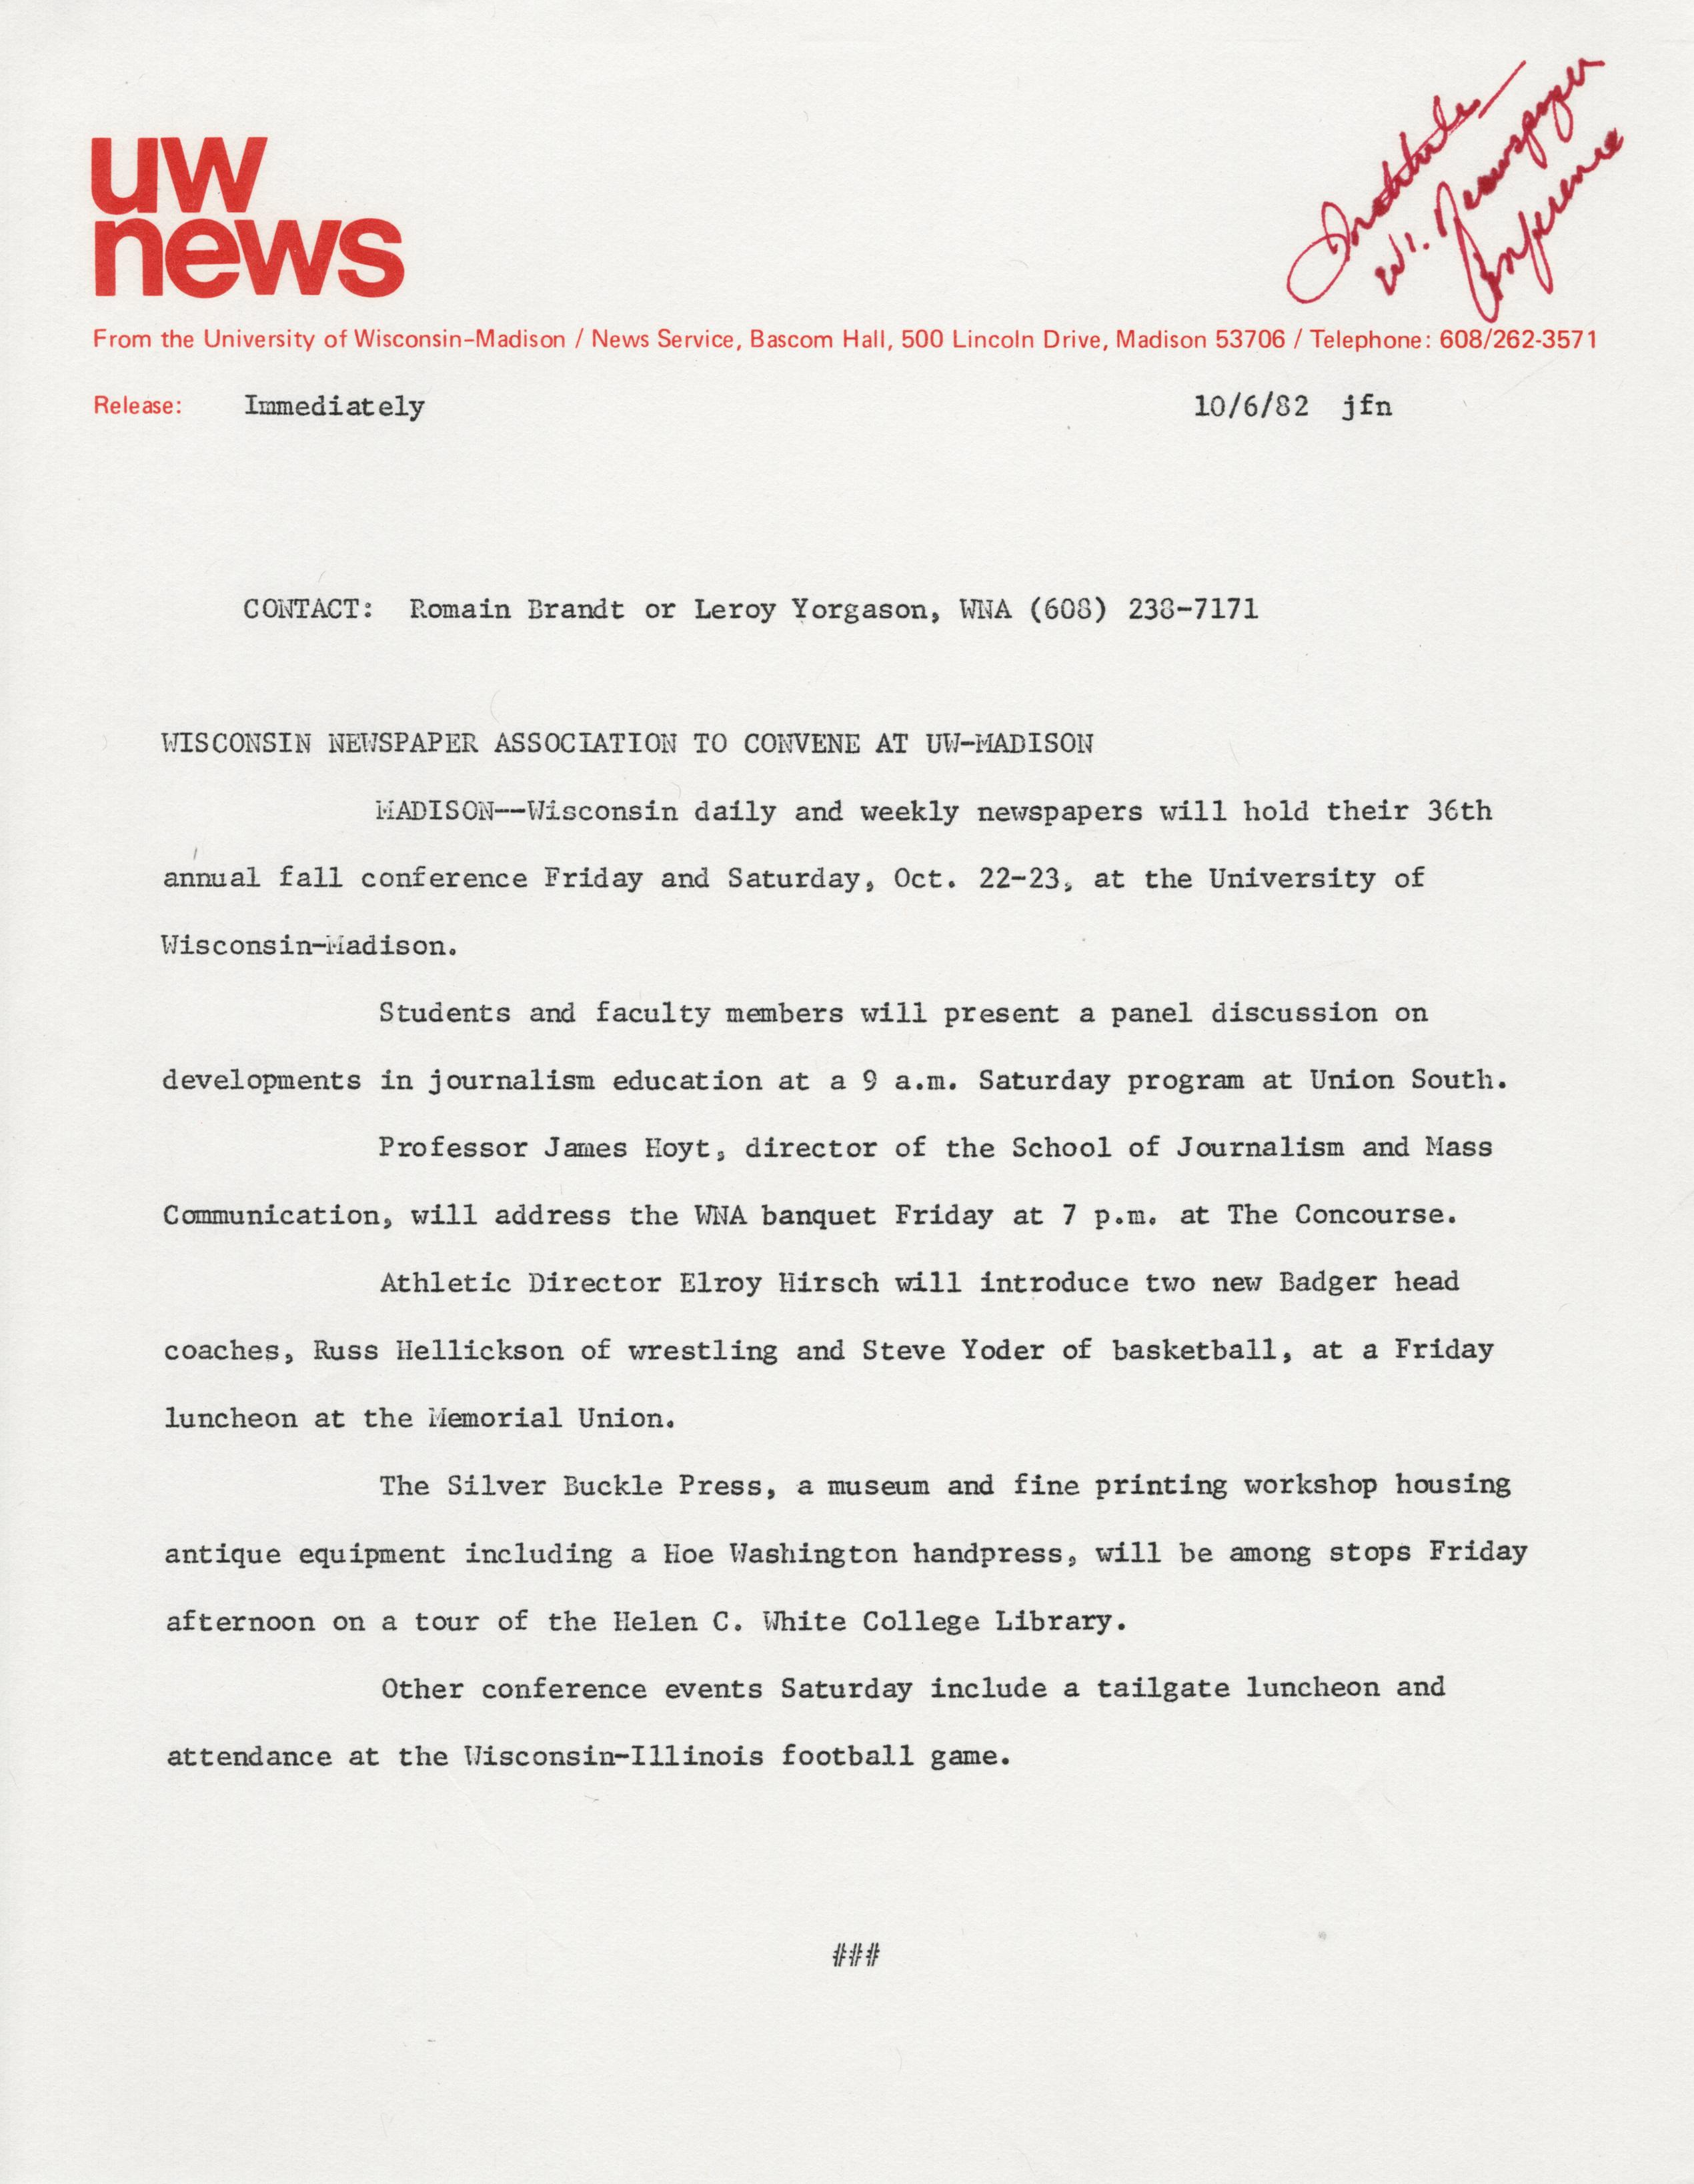 uw
news
Institute
Wi. Newspaper
Conference
From the University of Wisconsin-Madison / News Service, Bascom Hall, 500 Lincoln Drive, Madison 53706 / Telephone: 608/262-3571
Release: Immediately 10/6/82 jfn
CONTACT: Romain Brandt or Leroy Yorgason, WNA (608) 238-7171
WISCONSIN NEWSPAPER ASSOCIATION TO CONVENE AT UW-MADISON
MADISON--Wisconsin daily and weekly newspapers will hold their 36th
annual fall conference Friday and Saturday, Oct. 22-23, at the University of
Wisconsin-Madison.
Students and faculty members will present a panel discussion on
developments in journalism education at a 9 a.m. Saturday program at Union South.
Professor James Hoyt, director of the School of Journalism and Mass
Communication, will address the WNA banquet Friday at 7 p.m. at The Concourse.
Athletic Director Elroy Hirsch will introduce two new Badger head
coaches, Russ Hellickson of wrestling and Steve Yoder of basketball, at a Friday
luncheon at the Memorial Union.
The Silver Buckle Press, a museum and fine printing workshop housing
antique equipment including a Hoe Washington handpress, will be among stops Friday
afternoon on a tour of the Helen C. White College Library.
Other conference events Saturday include a tailgate luncheon and
attendance at the Wisconsin-Illinois football game.
###